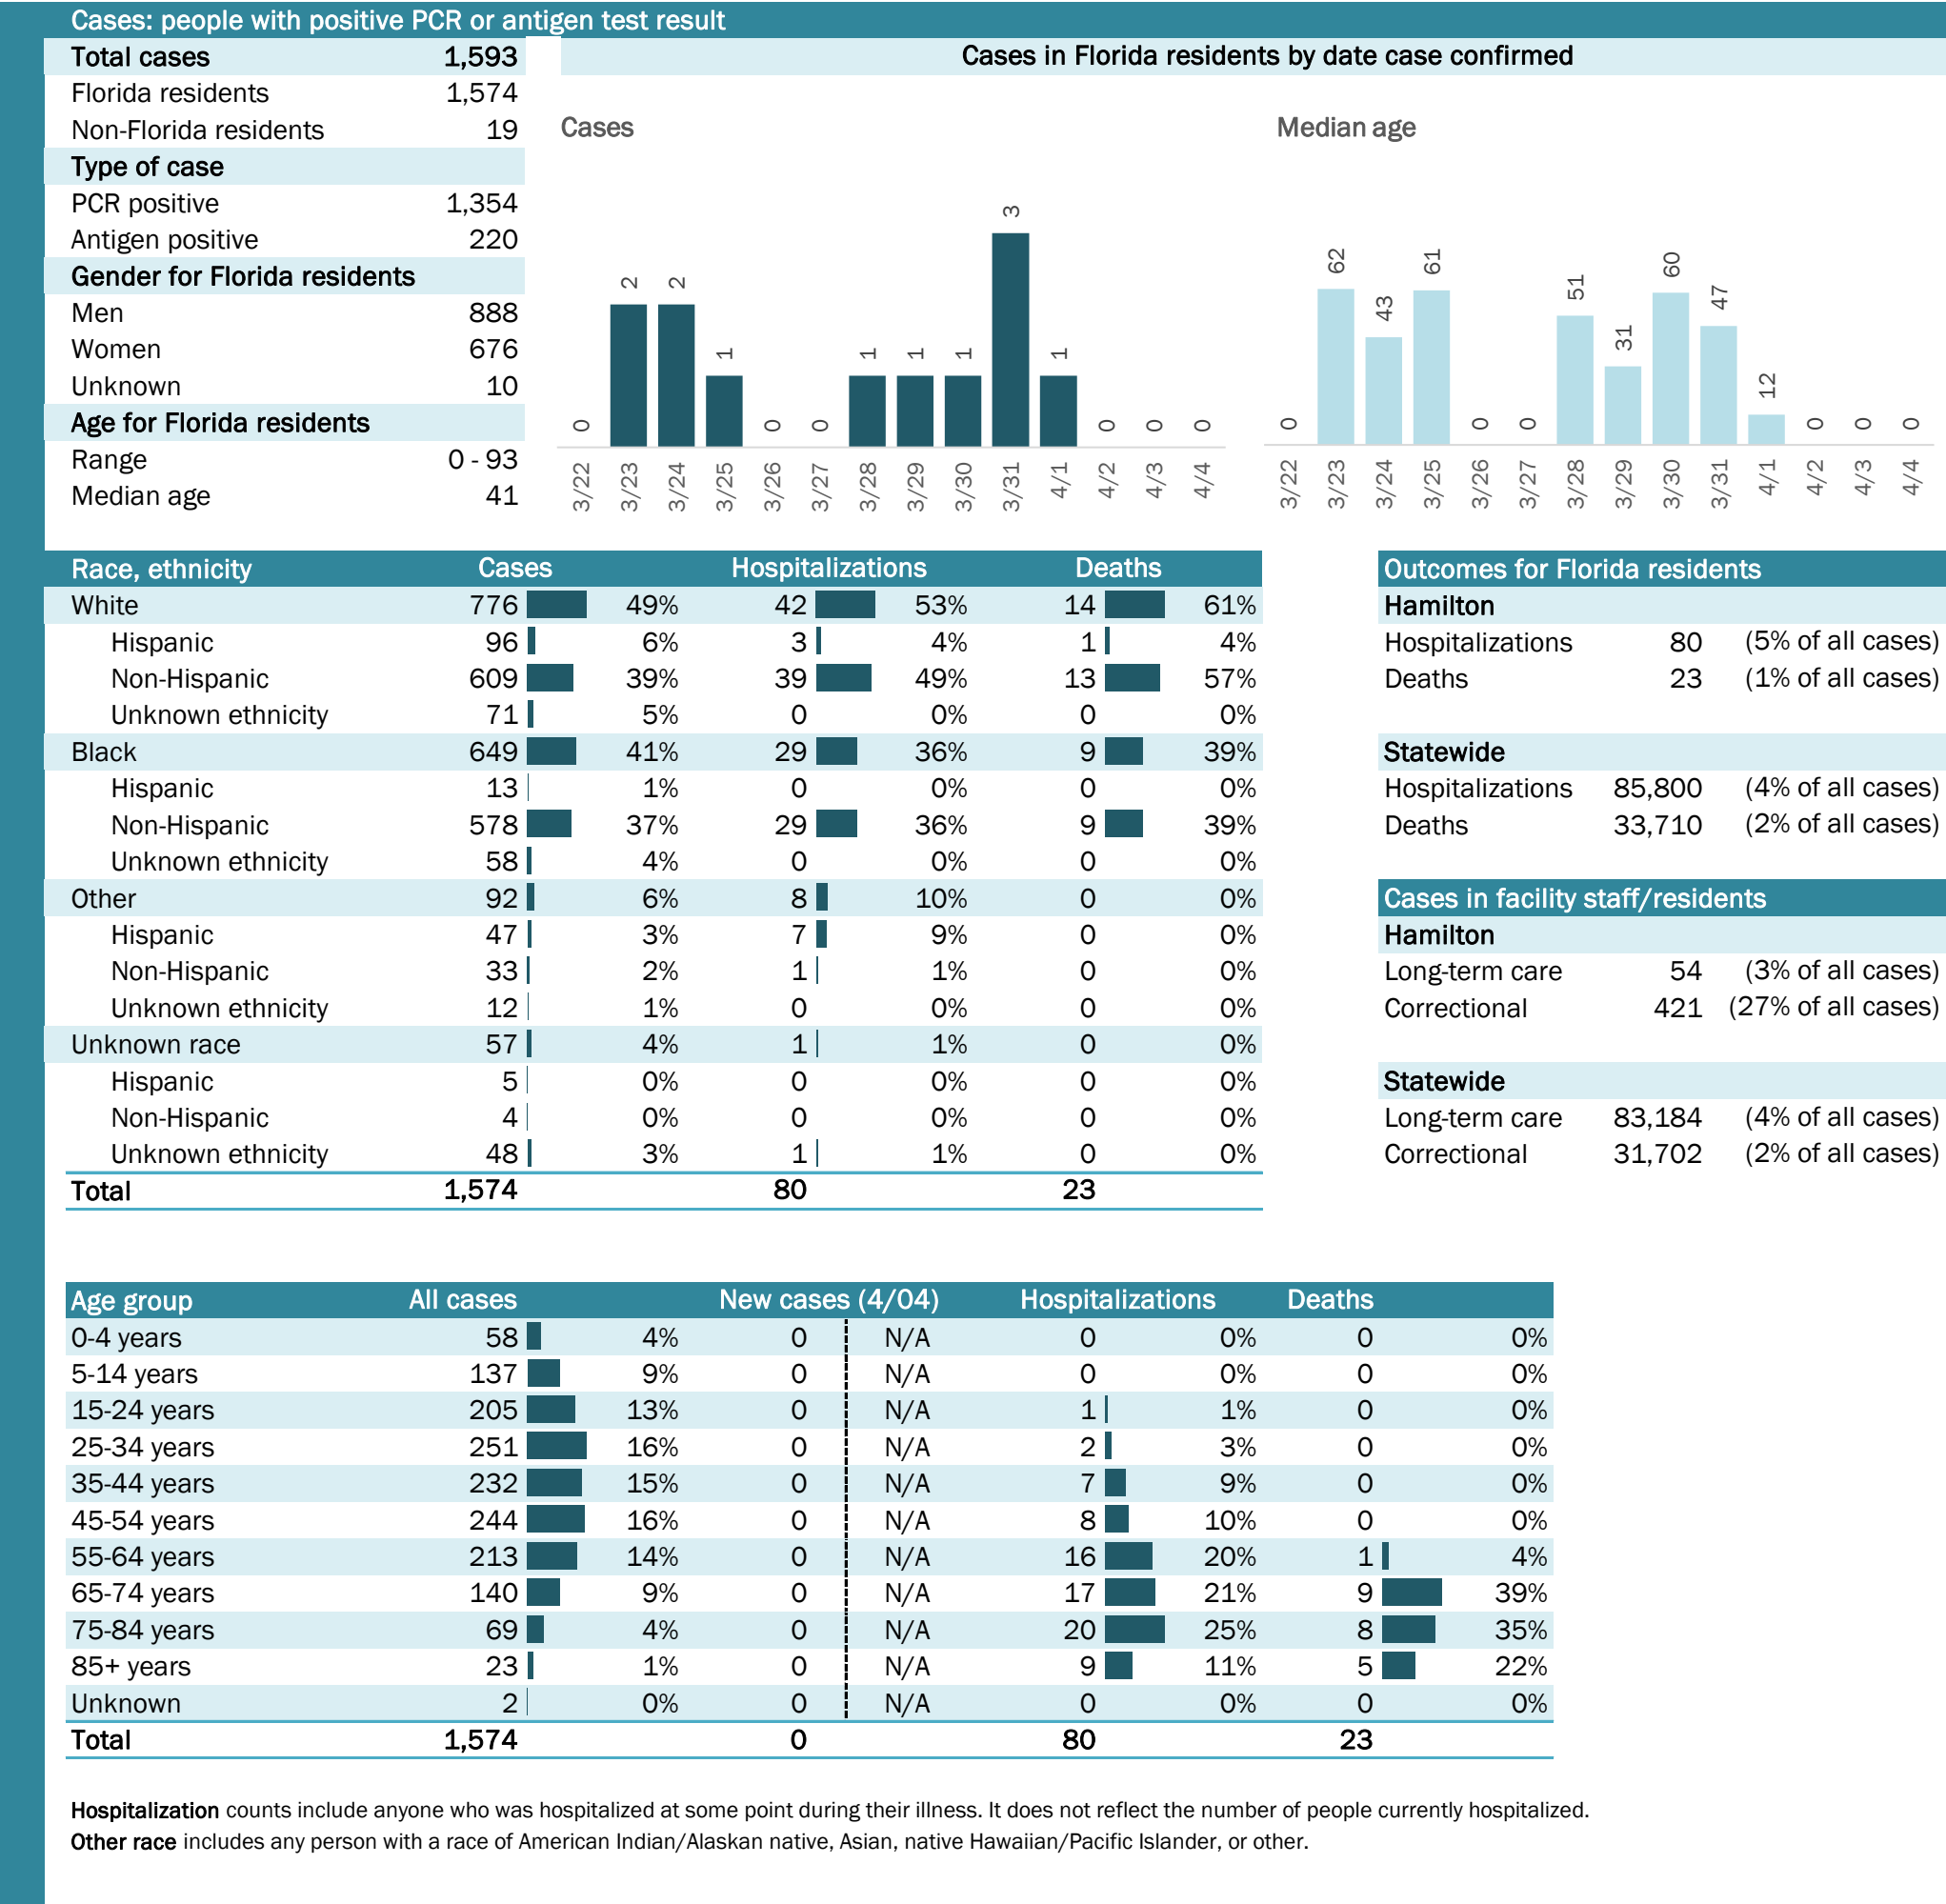 Cases: people with positive PCR or antigen test result
Total cases 1,593
Florida residents 1,574
Non-Florida residents 19
Type of case
PCR positive 1,354
Antigen positive 220
Gender for Florida residents
Men 888
Women 676
Unknown 10
Age for Florida residents
Range 0 - 93
Median age 41
Cases in Florida residents by date case confirmed
Cases
0 2 2 1 0 0 1 1 1 3 1 0 0 0
3/22 3/23 3/24 3/25 3/26 3/27 3/28 3/29 3/30 3/31 4/1 4/2 4/3 4/4
Median age
0 62 43 61 0 0 51 31 60 47 12 0 0 0
3/22 3/23 3/24 3/25 3/26 3/27 3/28 3/29 3/30 3/31 4/1 4/2 4/3 4/4
Race, ethnicity Cases Hospitalizations Deaths
White 776 49% 42 53% 14 61%
Hispanic 96 6% 3 4% 1 4%
Non-Hispanic 609 39% 39 49% 13 57%
Unknown ethnicity 71 5% 0 0% 0 0%
Black 649 41% 29 36% 9 39%
Hispanic 13 1% 0 0% 0 0%
Non-Hispanic 578 37% 29 36% 9 39%
Unknown ethnicity 58 4% 0 0% 0 0%
Other 92 6% 8 10% 0 0%
Hispanic 47 3% 7 9% 0 0%
Non-Hispanic 33 2% 1 1% 0 0%
Unknown ethnicity 12 1% 0 0% 0 0%
Unknown race 57 4% 1 1% 0 0%
Hispanic 5 0% 0 0% 0 0%
Non-Hispanic 4 0% 0 0% 0 0%
Unknown ethnicity 48 3% 1 1% 0 0%
Total 1,574 80 23
Outcomes for Florida residents
Hamilton
Hospitalizations 80 (5% of all cases)
Deaths 23 (1% of all cases)
Statewide
Hospitalizations 85,800 (4% of all cases)
Deaths 33,710 (2% of all cases)
Cases in facility staff/residents
Hamilton
Long-term care 54 (3% of all cases)
Correctional 421 (27% of all cases)
Statewide
Long-term care 83,184 (4% of all cases)
Correctional 31,702 (2% of all cases)
Age group All cases New cases (4/04) Hospitalizations Deaths
0-4 years 58 4% 0 N/A 0 0% 0 0%
5-14 years 137 9% 0 N/A 0 0% 0 0%
15-24 years 205 13% 0 N/A 1 1% 0 0%
25-34 years 251 16% 0 N/A 2 3% 0 0%
35-44 years 232 15% 0 N/A 7 9% 0 0%
45-54 years 244 16% 0 N/A 8 10% 0 0%
55-64 years 213 14% 0 N/A 16 20% 1 4%
65-74 years 140 9% 0 N/A 17 21% 9 39%
75-84 years 69 4% 0 N/A 20 25% 8 35%
85+ years 23 1% 0 N/A 9 11% 5 22%
Unknown 2 0% 0 N/A 0 0% 0 0%
Total 1,574 0 80 23
Hospitalization counts include anyone who was hospitalized at some point during their illness. It does not reflect the number of people currently hospitalized.
Other race includes any person with a race of American Indian/Alaskan native, Asian, native Hawaiian/Pacific Islander, or other.